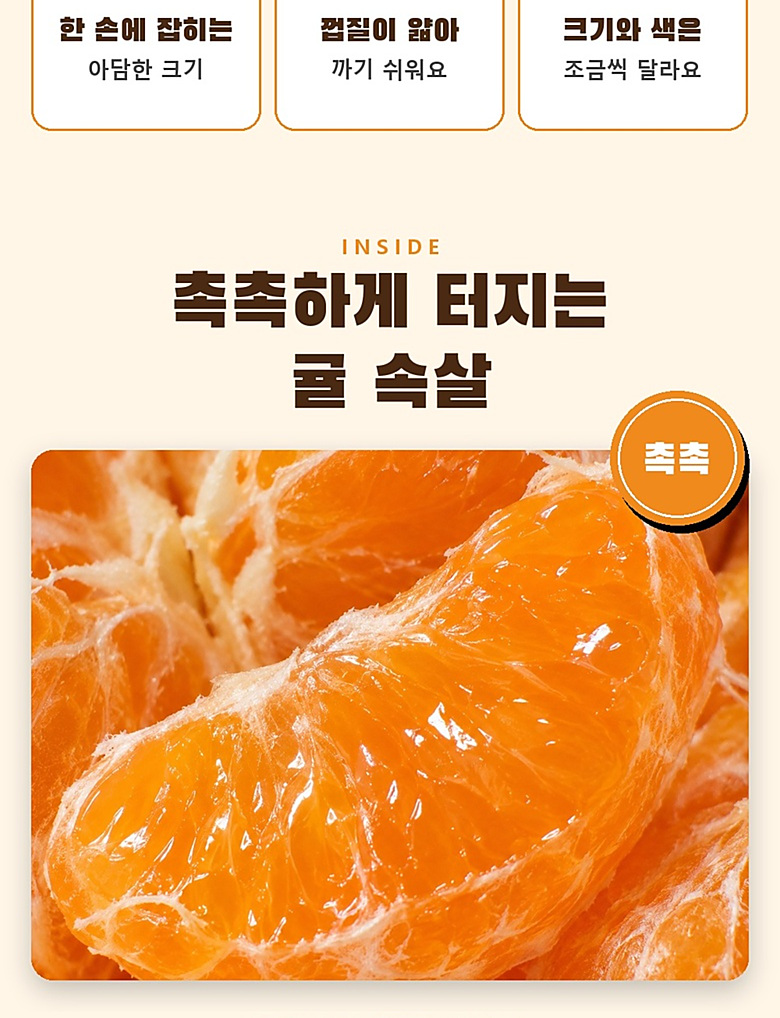 한 손에 잡히는
아담한 크기
껍질이 얇아
까기 쉬워요
크기와 색은
조금씩 달라요
INSIDE
촉촉하게 터지는
귤 속살
촉촉